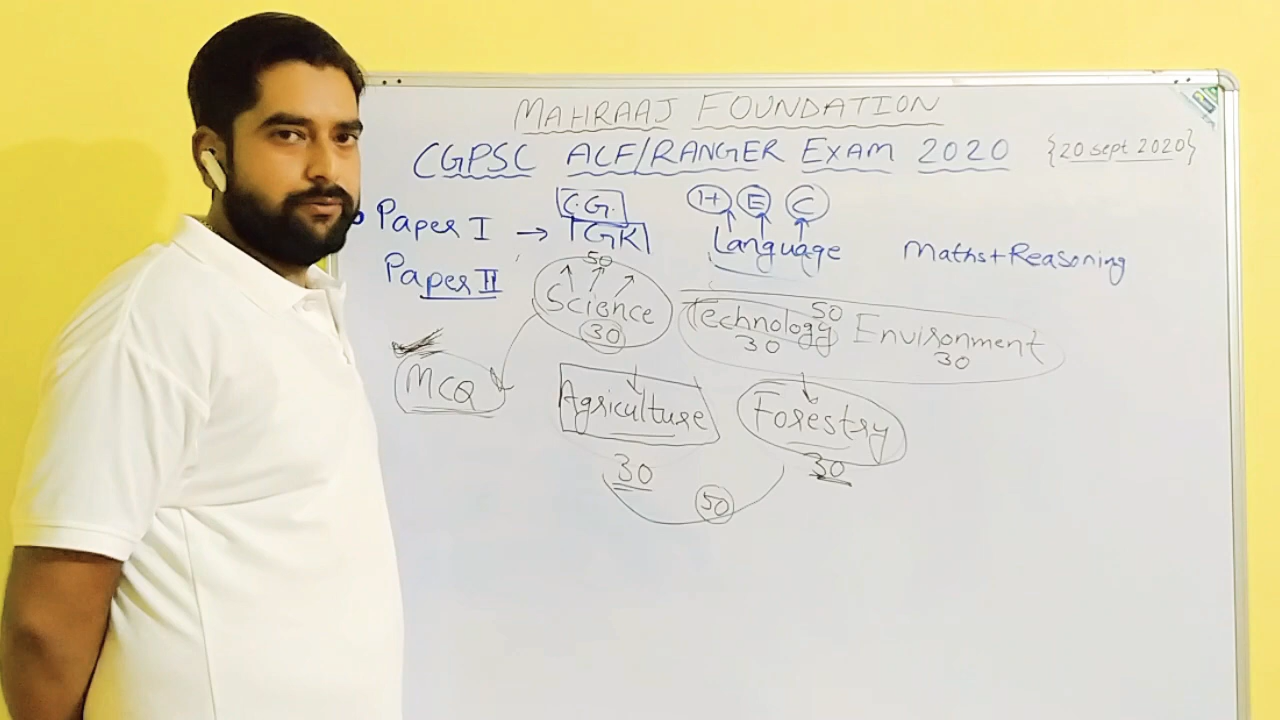 MAHRAAJ FOUNDATION
CGPSC ACF/RANGER EXAM 2020 {20 sept 2020}
C.G. H E C
Paper I → GK Language Maths+Reasoning
Paper II 50
Science Technology 50 Environment
30 30 30
MCQ Agriculture Forestry
30 30
50